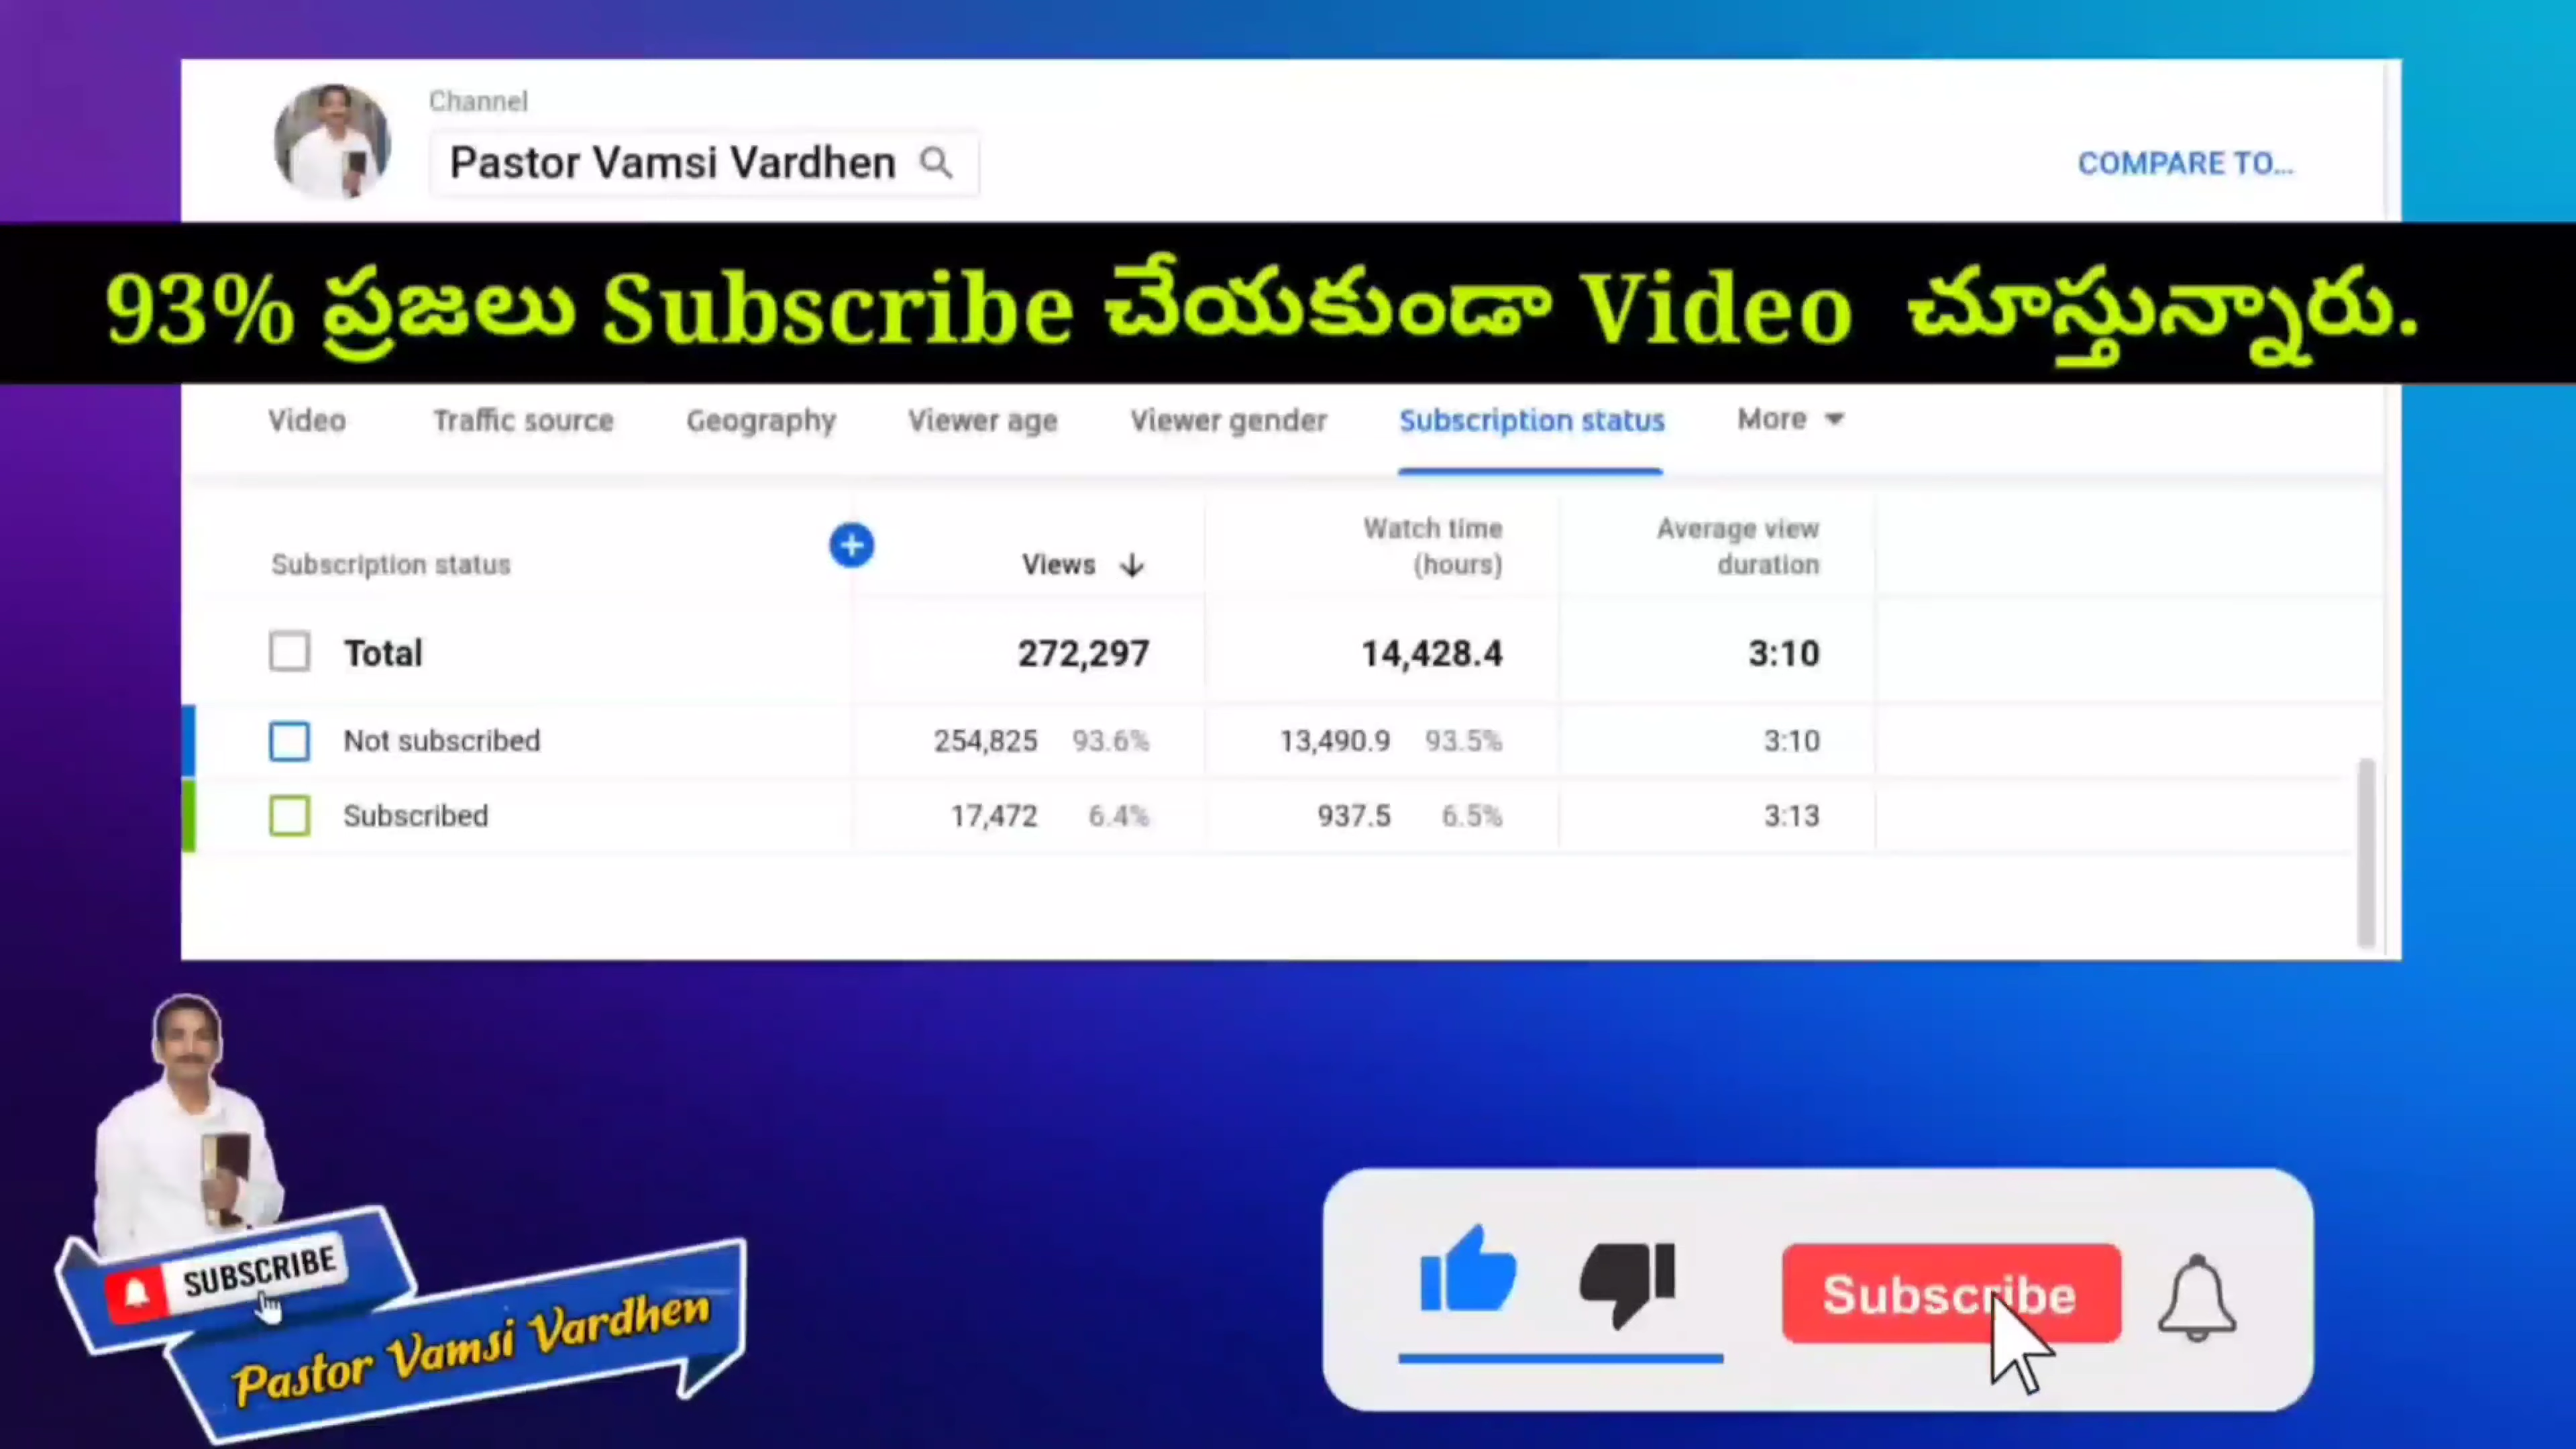 Channel
Pastor Vamsi Vardhen
COMPARE TO...
93% ప్రజలు Subscribe చేయకుండా Video చూస్తున్నారు.
Video Traffic source Geography Viewer age Viewer gender Subscription status More
Subscription status Views Watch time (hours) Average view duration
Total 272,297 14,428.4 3:10
Not subscribed 254,825 93.6% 13,490.9 93.5% 3:10
Subscribed 17,472 6.4% 937.5 6.5% 3:13
SUBSCRIBE
Pastor Vamsi Vardhen
Subscribe